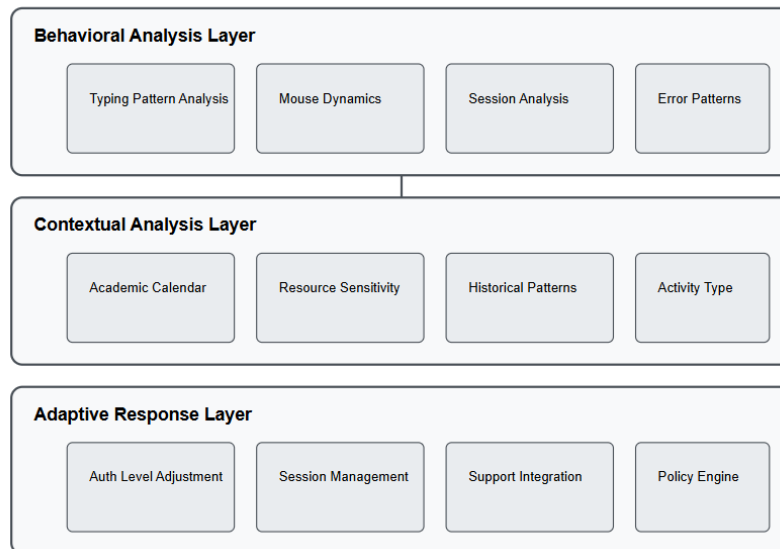 Behavioral Analysis Layer
Typing Pattern Analysis
Mouse Dynamics
Session Analysis
Error Patterns
Contextual Analysis Layer
Academic Calendar
Resource Sensitivity
Historical Patterns
Activity Type
Adaptive Response Layer
Auth Level Adjustment
Session Management
Support Integration
Policy Engine